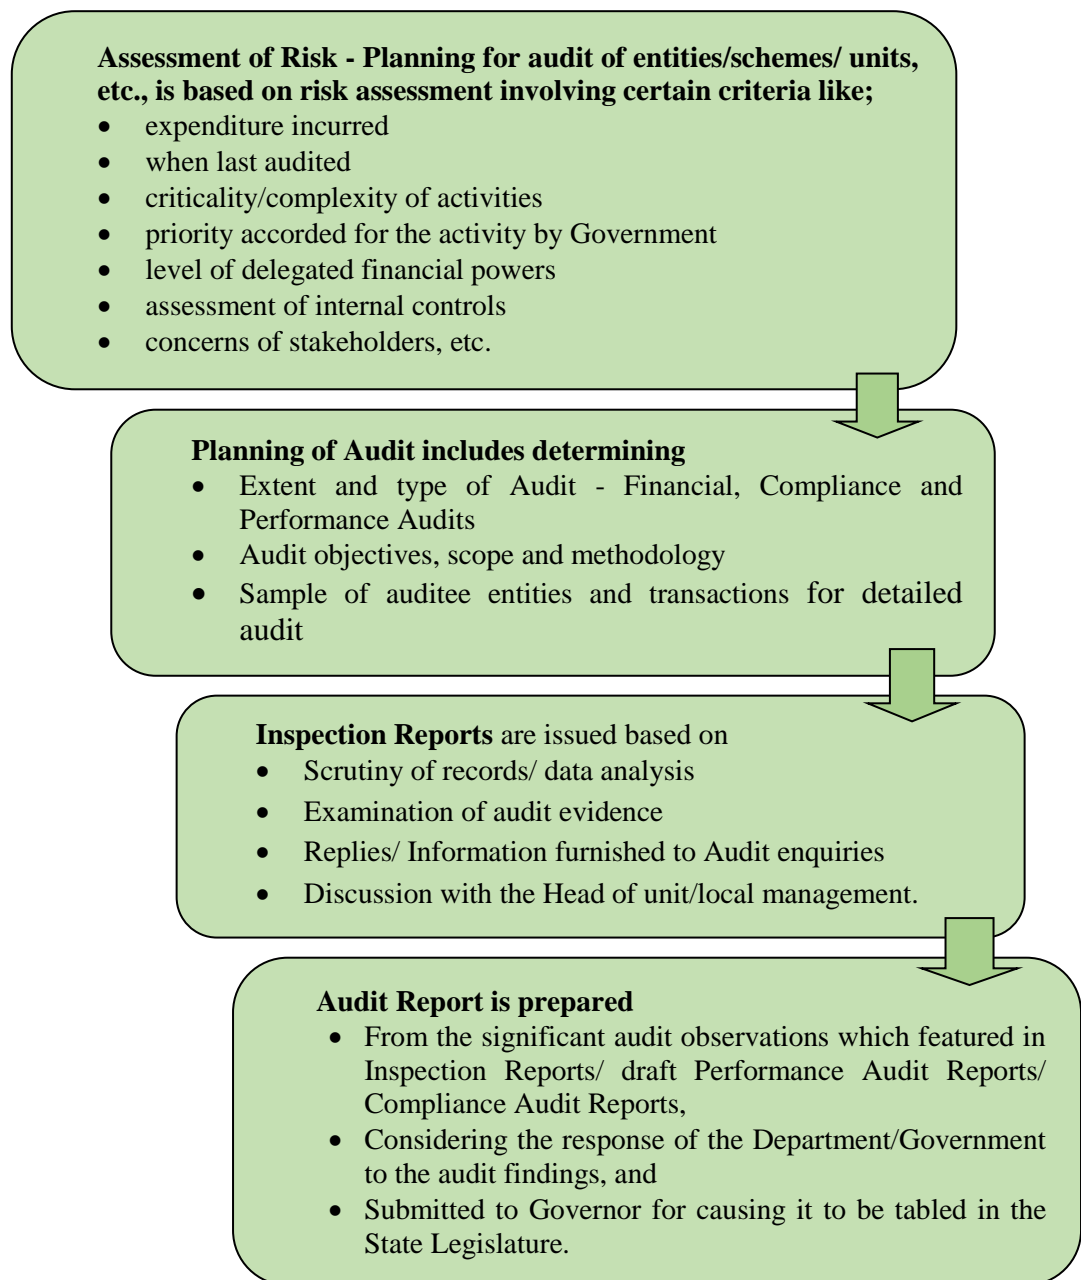 Assessment of Risk - Planning for audit of entities/schemes/ units,
etc., is based on risk assessment involving certain criteria like;
• expenditure incurred
• when last audited
• criticality/complexity of activities
• priority accorded for the activity by Government
• level of delegated financial powers
• assessment of internal controls
• concerns of stakeholders, etc.
Planning of Audit includes determining
• Extent and type of Audit - Financial, Compliance and
Performance Audits
• Audit objectives, scope and methodology
• Sample of auditee entities and transactions for detailed
audit
Inspection Reports are issued based on
• Scrutiny of records/ data analysis
• Examination of audit evidence
• Replies/ Information furnished to Audit enquiries
• Discussion with the Head of unit/local management.
Audit Report is prepared
• From the significant audit observations which featured in
Inspection Reports/ draft Performance Audit Reports/
Compliance Audit Reports,
• Considering the response of the Department/Government
to the audit findings, and
• Submitted to Governor for causing it to be tabled in the
State Legislature.